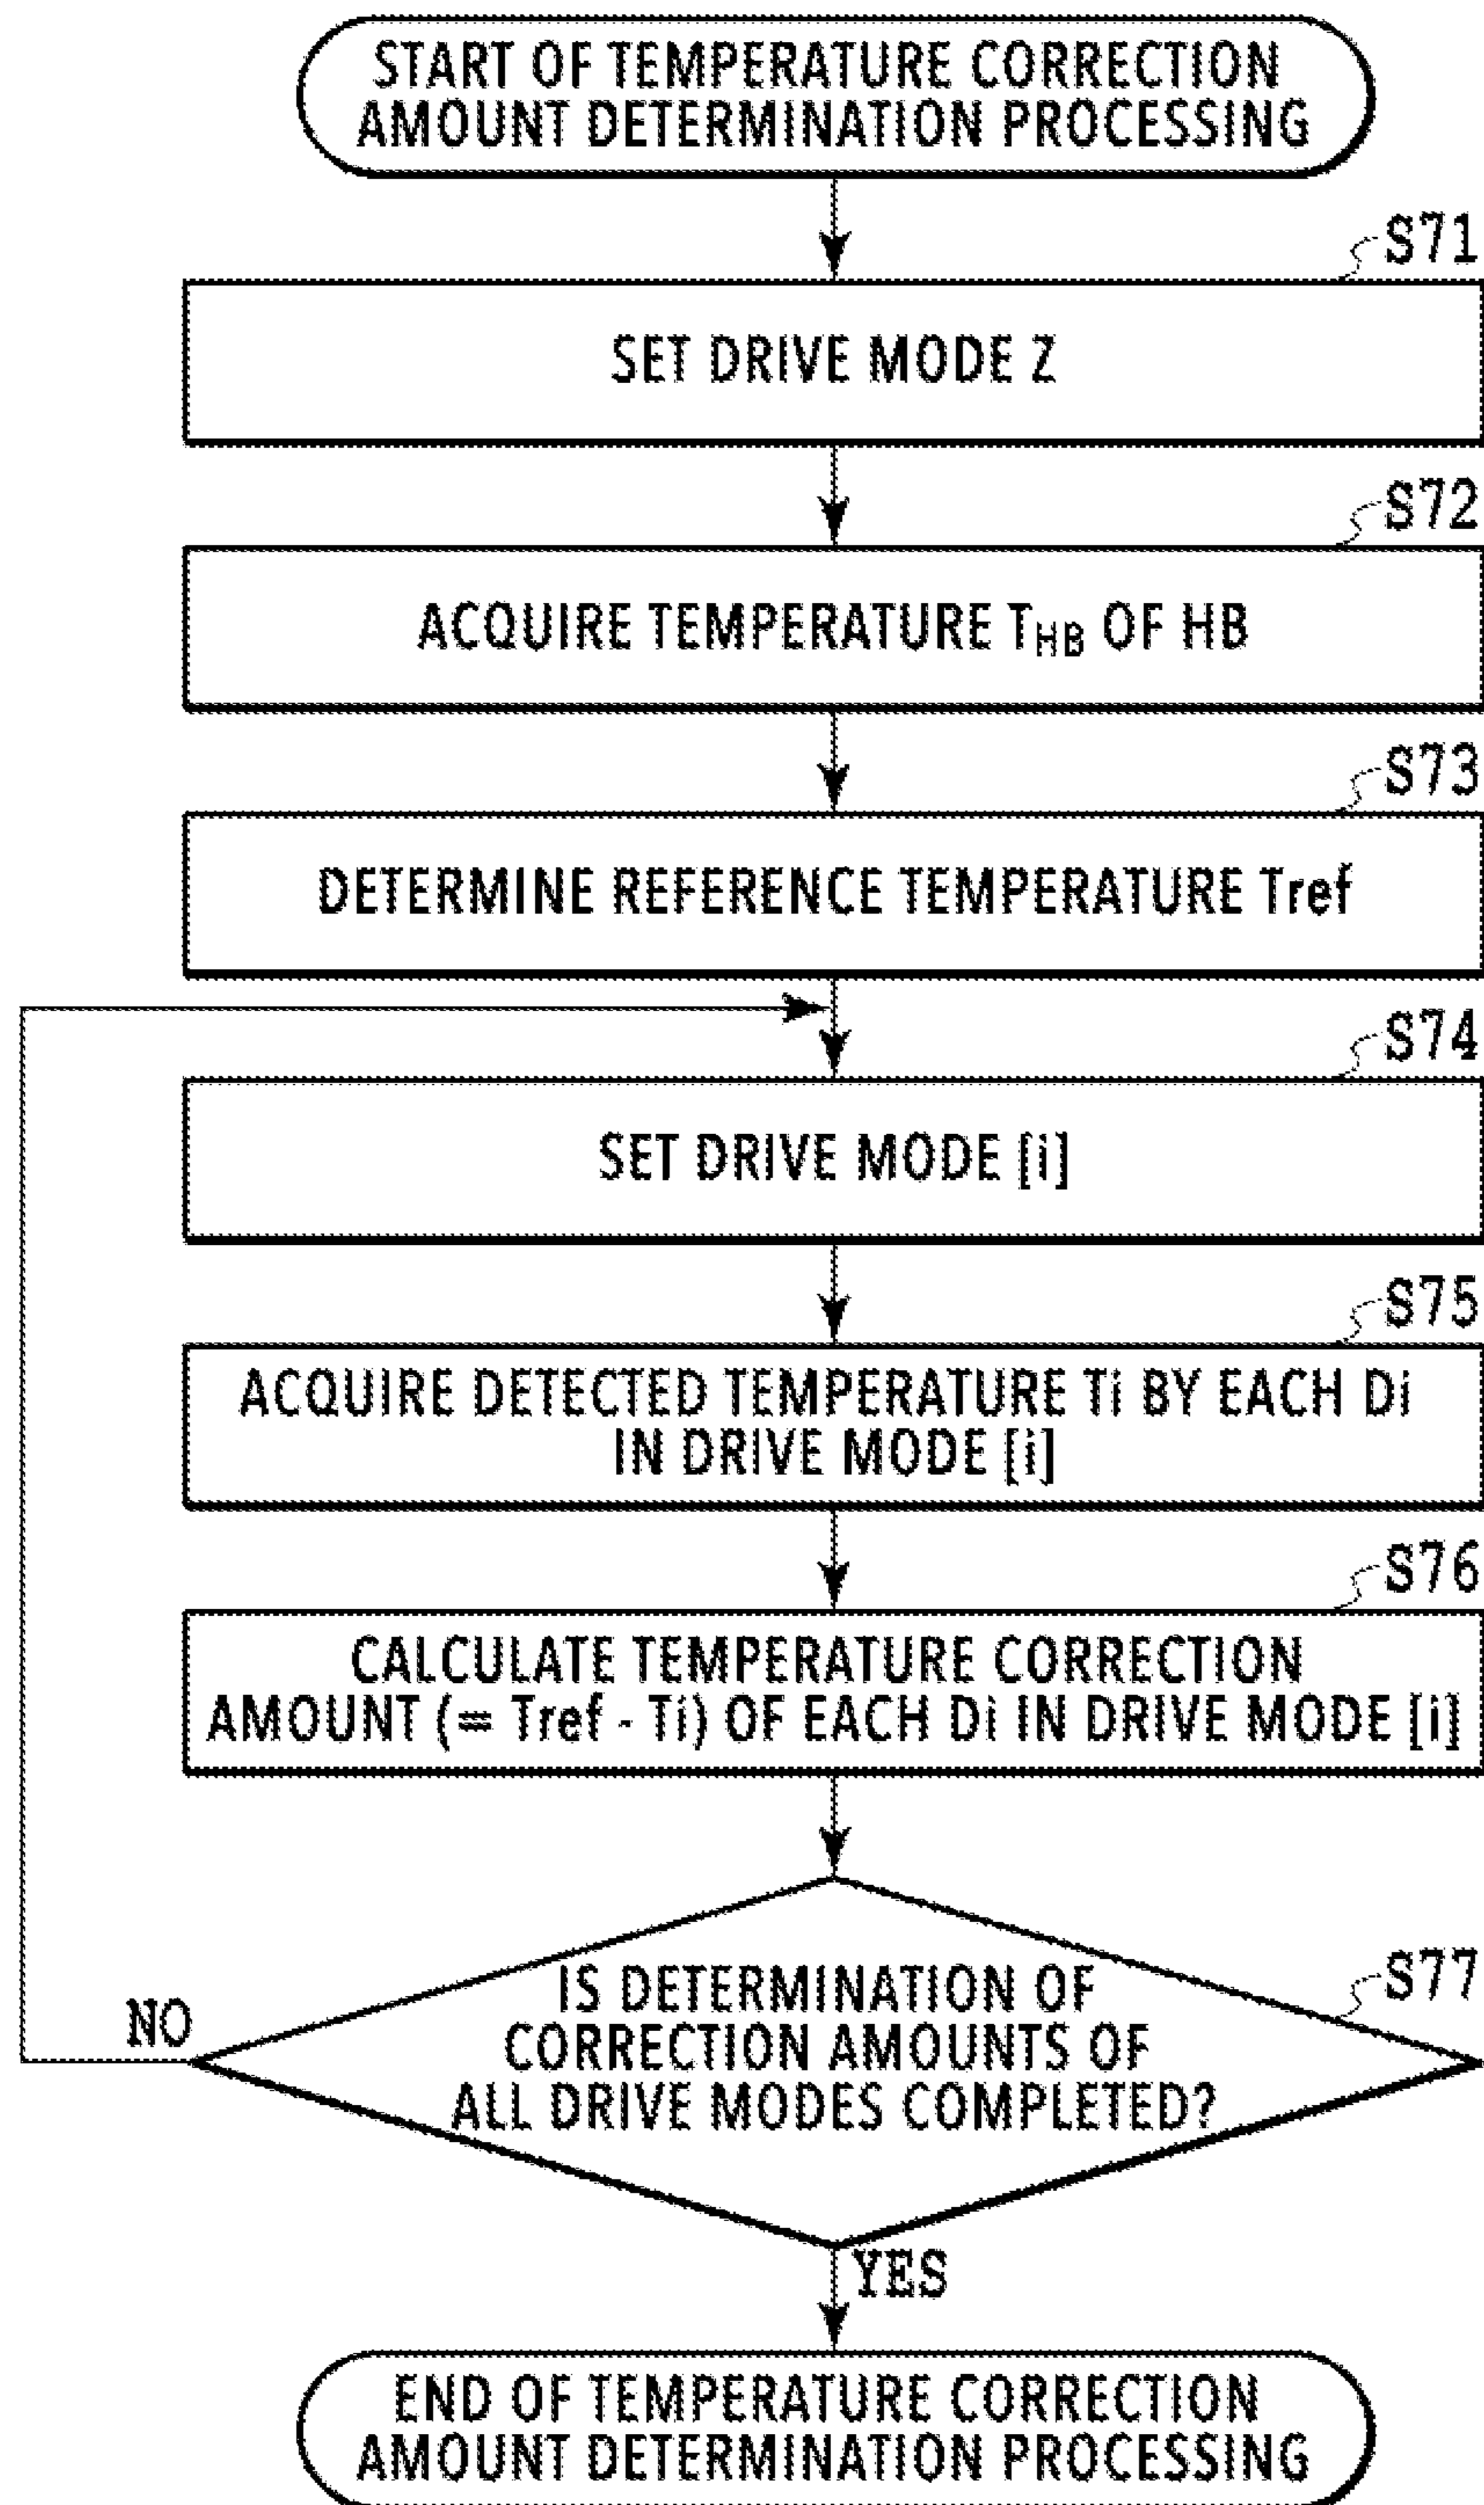 START OF TEMPERATURE CORRECTION
AMOUNT DETERMINATION PROCESSING
S71
SET DRIVE MODE Z
S72
ACQUIRE TEMPERATURE THB OF HB
S73
DETERMINE REFERENCE TEMPERATURE Tref
S74
SET DRIVE MODE [i]
S75
ACQUIRE DETECTED TEMPERATURE Ti BY EACH Di
IN DRIVE MODE [i]
S76
CALCULATE TEMPERATURE CORRECTION
AMOUNT (= Tref - Ti) OF EACH Di IN DRIVE MODE [i]
S77
IS DETERMINATION OF
CORRECTION AMOUNTS OF
ALL DRIVE MODES COMPLETED?
NO
YES
END OF TEMPERATURE CORRECTION
AMOUNT DETERMINATION PROCESSING